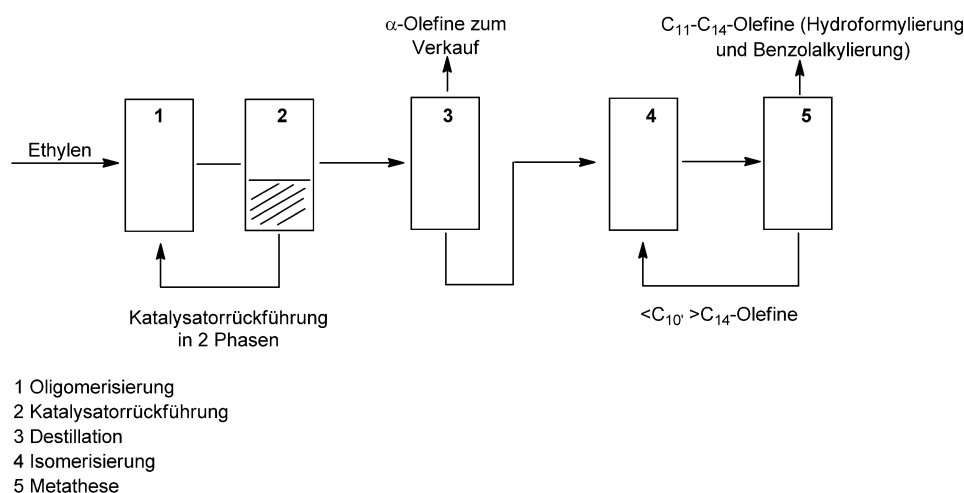 α-Olefine zum
Verkauf
C₁₁-C₁₄-Olefine (Hydroformylierung
und Benzolalkylierung)
1
2
3
4
5
Ethylen
Katalysatorrückführung
in 2 Phasen
<C₁₀' >C₁₄-Olefine
1 Oligomerisierung
2 Katalysatorrückführung
3 Destillation
4 Isomerisierung
5 Metathese